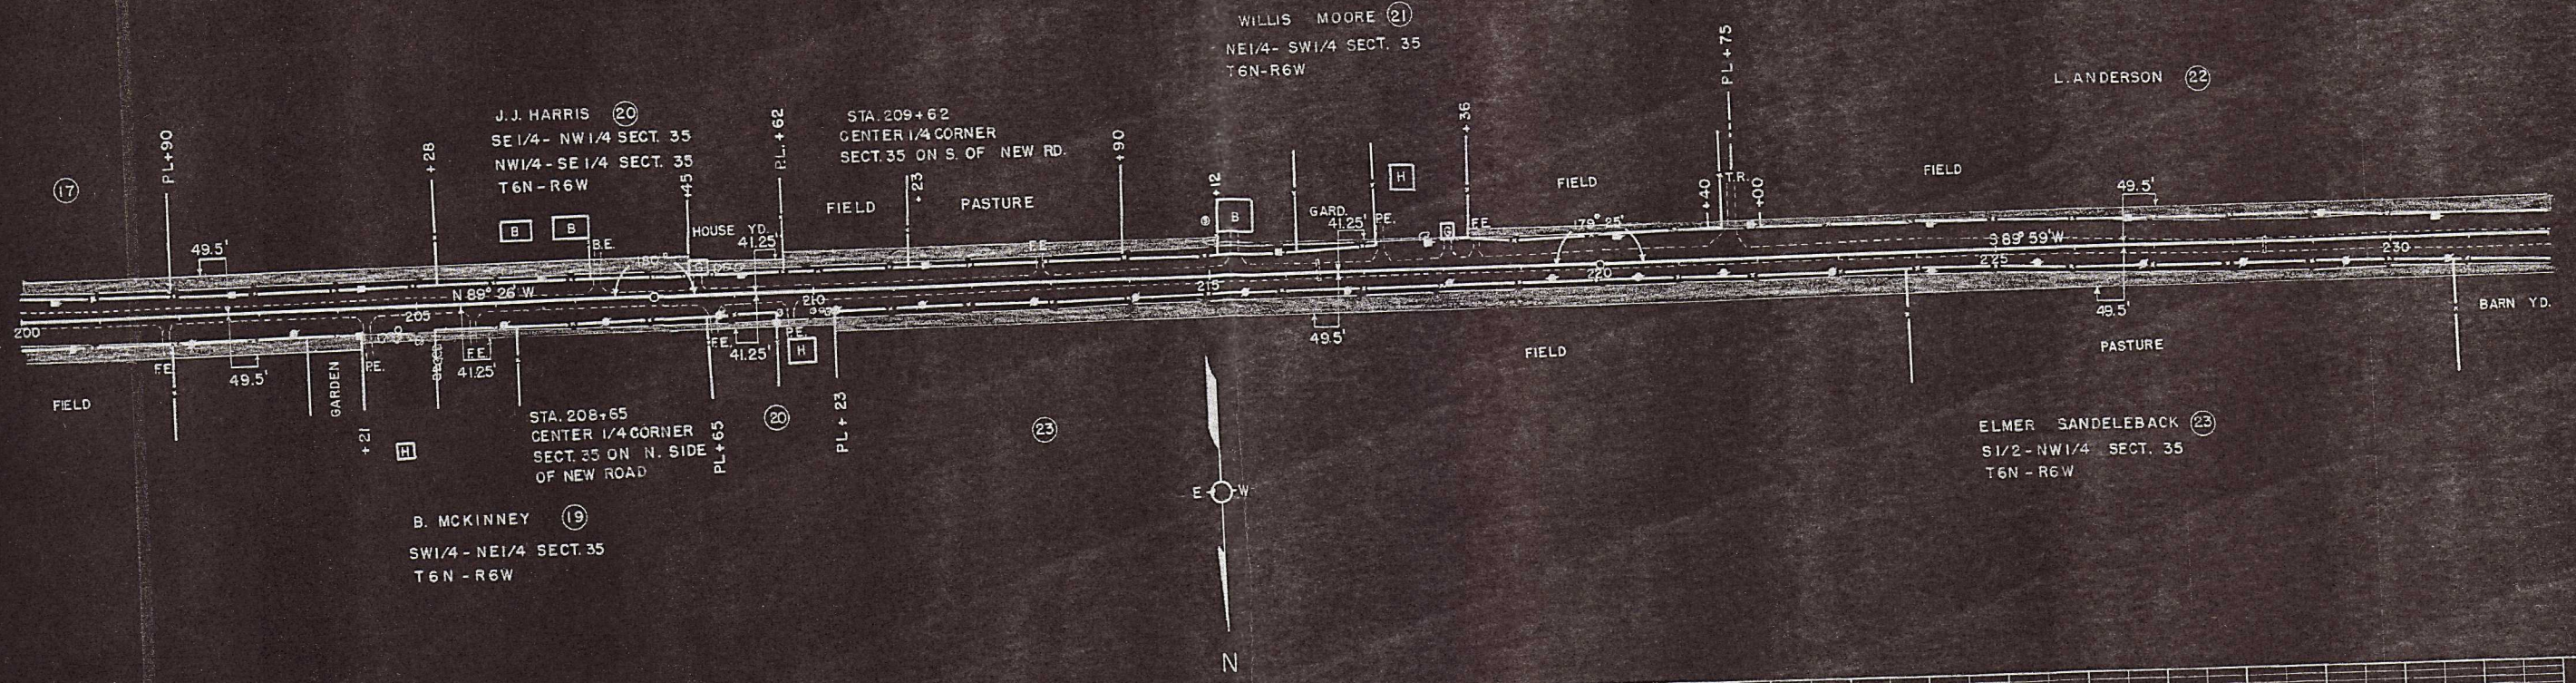 WILLIS MOORE 21
NE1/4- SW1/4 SECT. 35
T6N-R6W
L. ANDERSON 22
J.J. HARRIS 20
SE1/4- NW1/4 SECT. 35
NW1/4-SE1/4 SECT. 35
T6N-R6W
STA. 209+62
CENTER 1/4 CORNER
SECT. 35 ON S. OF NEW RD.
17
PL+90
+28
+45
P.L. +62
+23
+90
+12
+36
PL+75
+40
T.R.
+00
FIELD
PASTURE
FIELD
FIELD
B
B
B
H
G
GARD.
HOUSE YD.
49.5'
B.E.
180°
41.25'
F.E.
41.25'
P.E.
F.E.
179° 25'
49.5'
N 89° 26' W
S 89° 59' W
200
205
210
215
220
225
230
F.E.
49.5'
GARDEN
P.E.
F.E.
41.25'
F.E.
41.25'
P.E.
H
49.5'
49.5'
BARN YD.
FIELD
FIELD
PASTURE
+21
H
STA. 208+65
CENTER 1/4 CORNER
SECT. 35 ON N. SIDE
OF NEW ROAD
PL+65
20
PL+23
23
ELMER SANDELEBACK 23
S1/2-NW1/4 SECT. 35
T6N-R6W
B. MCKINNEY 19
SW1/4-NE1/4 SECT. 35
T6N-R6W
E W
N